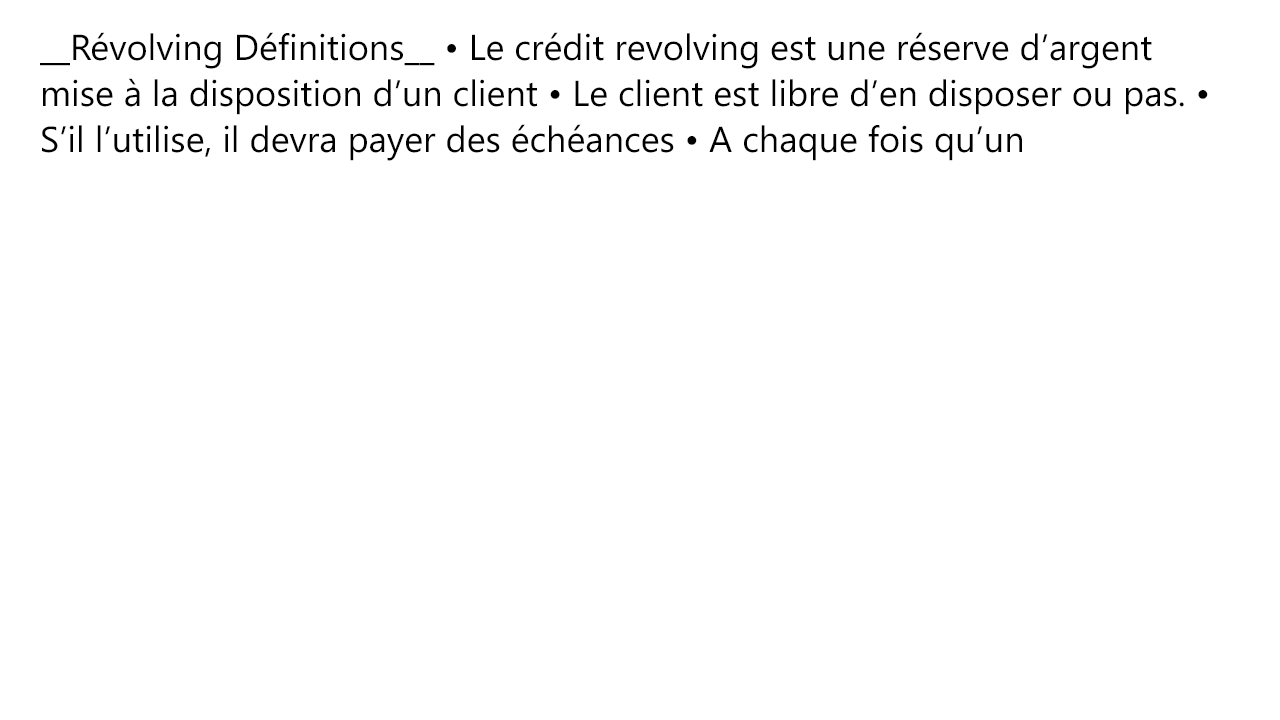 __Révolving Définitions__ • Le crédit revolving est une réserve d’argent
mise à la disposition d’un client • Le client est libre d’en disposer ou pas. •
S’il l’utilise, il devra payer des échéances • A chaque fois qu’un